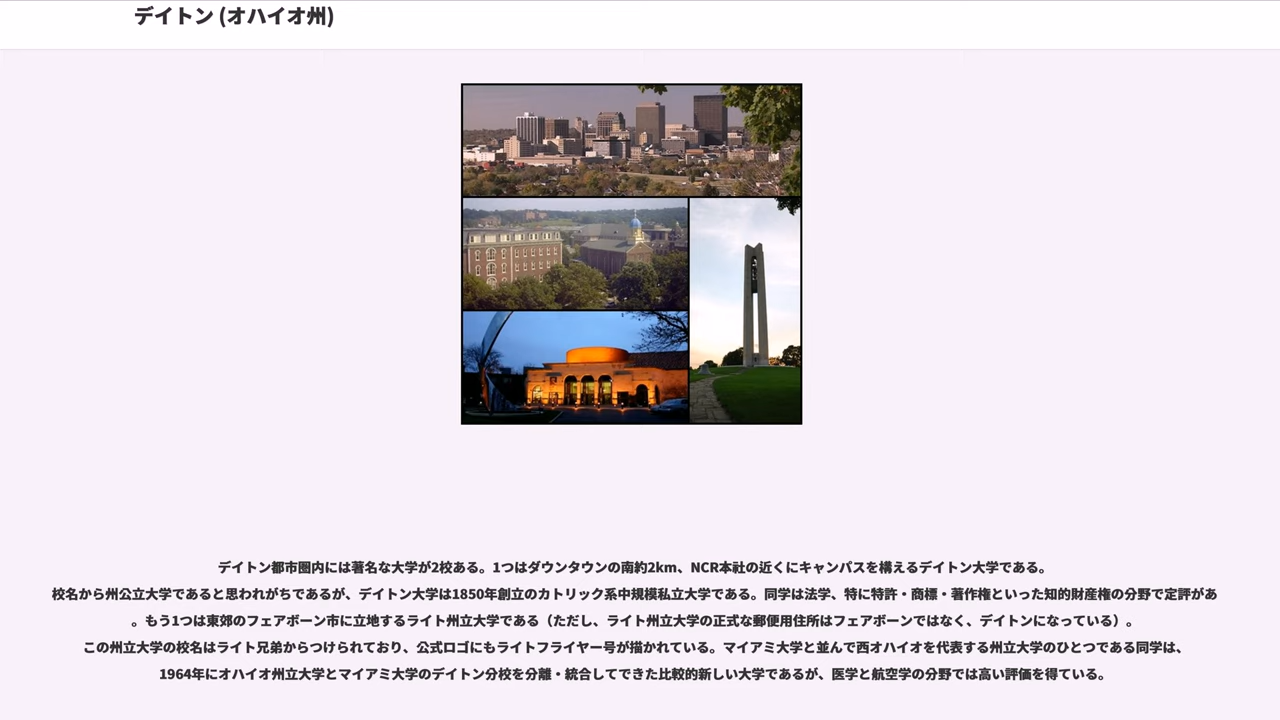 デイトン (オハイオ州)
デイトン都市圏内には著名な大学が2校ある。1つはダウンタウンの南約2km、NCR本社の近くにキャンパスを構えるデイトン大学である。
校名から州公立大学であると思われがちであるが、デイトン大学は1850年創立のカトリック系中規模私立大学である。同学は法学、特に特許・商標・著作権といった知的財産権の分野で定評があ
。もう1つは東郊のフェアボーン市に立地するライト州立大学である（ただし、ライト州立大学の正式な郵便用住所はフェアボーンではなく、デイトンになっている）。
この州立大学の校名はライト兄弟からつけられており、公式ロゴにもライトフライヤー号が描かれている。マイアミ大学と並んで西オハイオを代表する州立大学のひとつである同学は、
1964年にオハイオ州立大学とマイアミ大学のデイトン分校を分離・統合してできた比較的新しい大学であるが、医学と航空学の分野では高い評価を得ている。